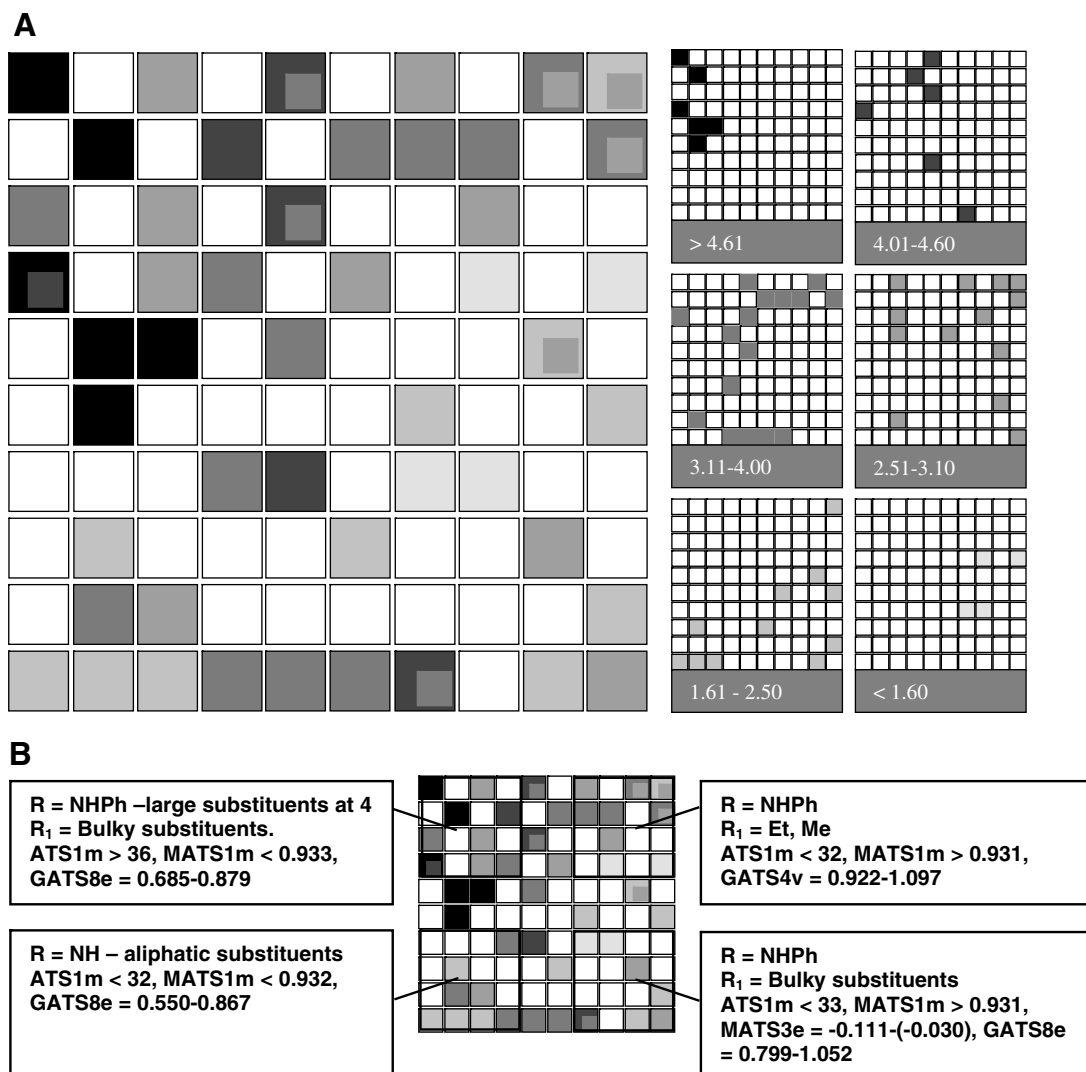 A
> 4.61
4.01-4.60
3.11-4.00
2.51-3.10
1.61 - 2.50
< 1.60
B
R = NHPh –large substituents at 4
R₁ = Bulky substituents.
ATS1m > 36, MATS1m < 0.933,
GATS8e = 0.685-0.879
R = NHPh
R₁ = Et, Me
ATS1m < 32, MATS1m > 0.931,
GATS4v = 0.922-1.097
R = NH – aliphatic substituents
ATS1m < 32, MATS1m < 0.932,
GATS8e = 0.550-0.867
R = NHPh
R₁ = Bulky substituents
ATS1m < 33, MATS1m > 0.931,
MATS3e = -0.111-(-0.030), GATS8e
= 0.799-1.052